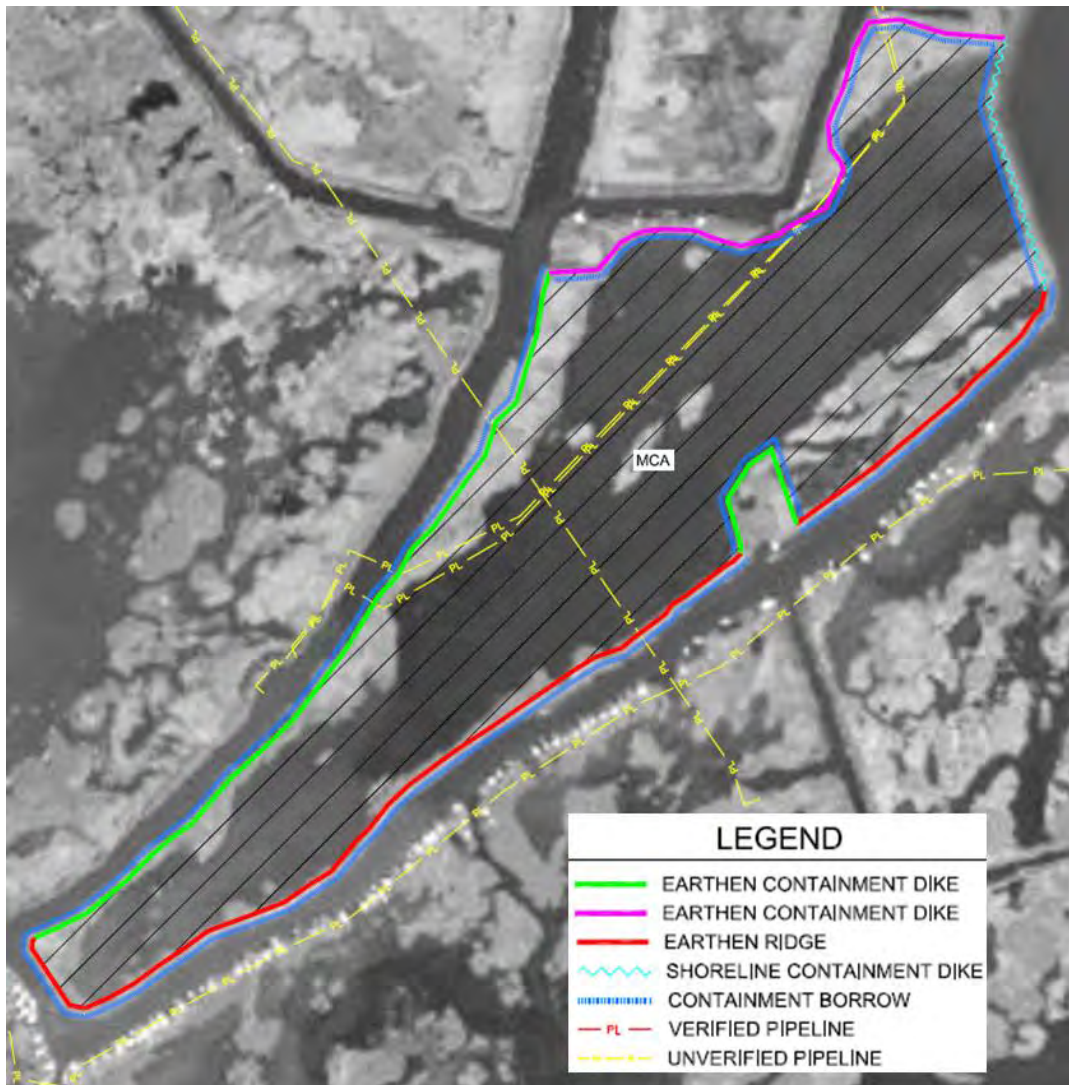 MCA
LEGEND
EARTHEN CONTAINMENT DIKE
EARTHEN CONTAINMENT DIKE
EARTHEN RIDGE
SHORELINE CONTAINMENT DIKE
CONTAINMENT BORROW
PL
VERIFIED PIPELINE
UNVERIFIED PIPELINE